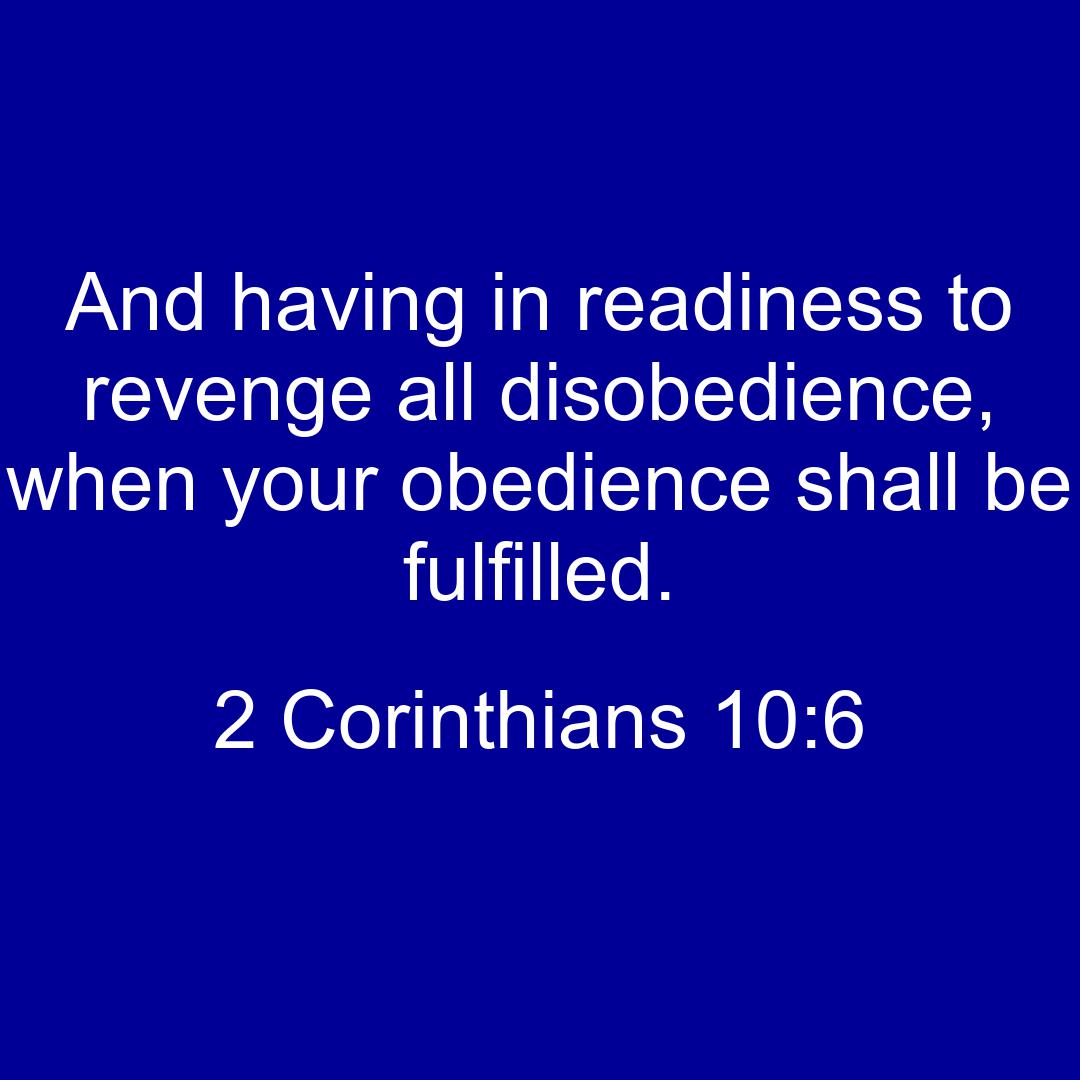 And having in readiness to
revenge all disobedience,
when your obedience shall be
fulfilled.
2 Corinthians 10:6